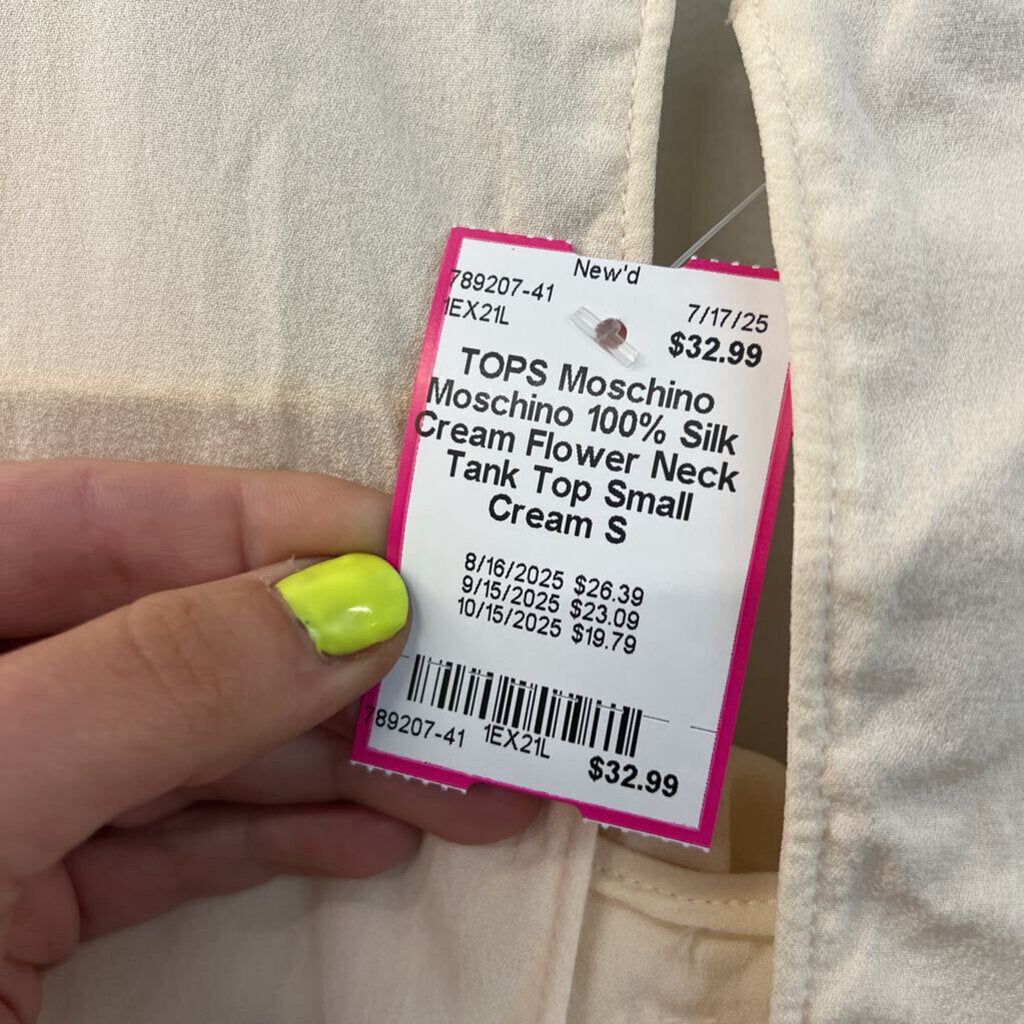 New'd
789207-41
7/17/25
1EX21L
$32.99
TOPS Moschino
Moschino 100% Silk
Cream Flower Neck
Tank Top Small
Cream S
8/16/2025 $26.39
9/15/2025 $23.09
10/15/2025 $19.79
789207-41 1EX21L
$32.99